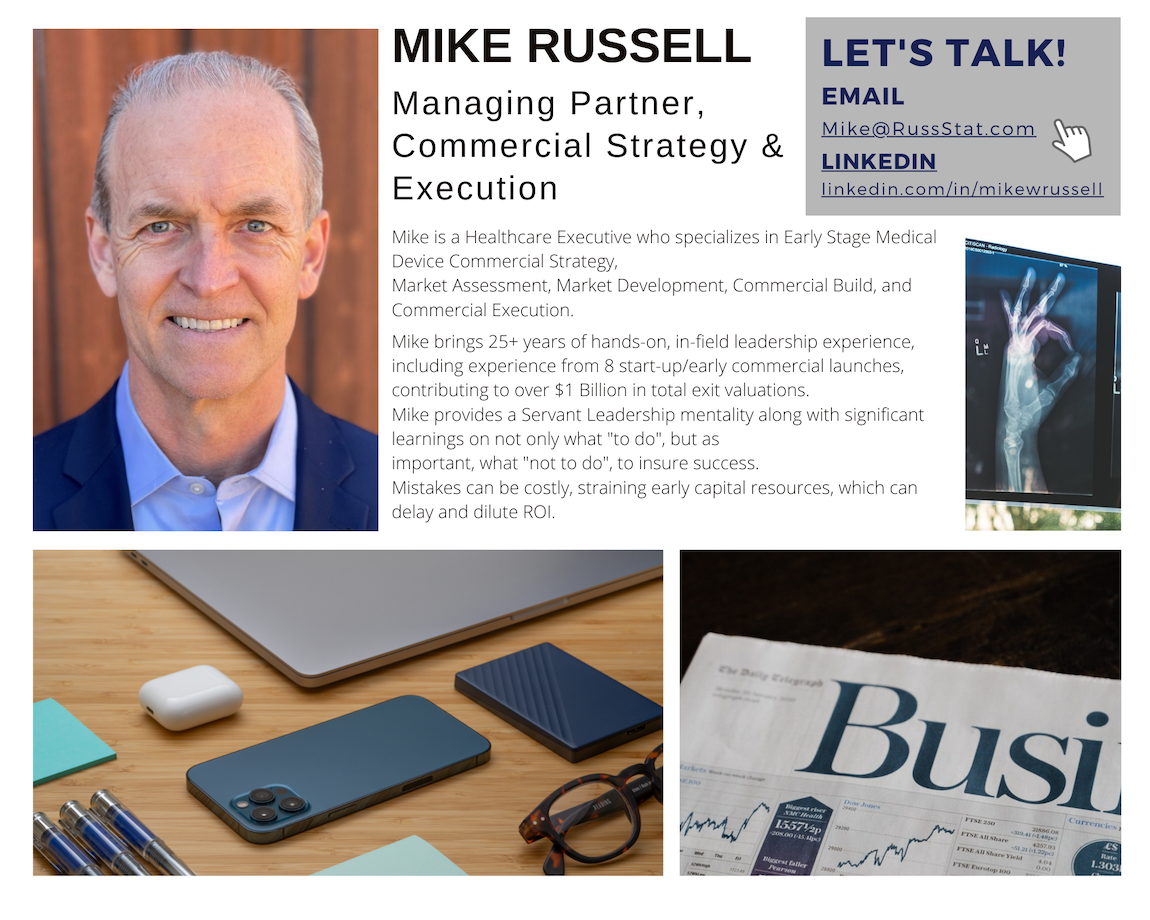 MIKE RUSSELL
Managing Partner,
Commercial Strategy &
Execution
LET'S TALK!
EMAIL
Mike@RussStat.com
LINKEDIN
linkedin.com/in/mikewrussell
Mike is a Healthcare Executive who specializes in Early Stage Medical
Device Commercial Strategy,
Market Assessment, Market Development, Commercial Build, and
Commercial Execution.
Mike brings 25+ years of hands-on, in-field leadership experience,
including experience from 8 start-up/early commercial launches,
contributing to over $1 Billion in total exit valuations.
Mike provides a Servant Leadership mentality along with significant
learnings on not only what "to do", but as
important, what "not to do", to insure success.
Mistakes can be costly, straining early capital resources, which can
delay and dilute ROI.
The Daily Telegraph
Busi
Markets
Biggest riser
NMC Health
1,557½p
Biggest faller
Pearson
Dow Jones
FTSE 250
FTSE All Share
FTSE All Share Yield
FTSE Eurotop 100
Currencies
£$
Rate
1.303